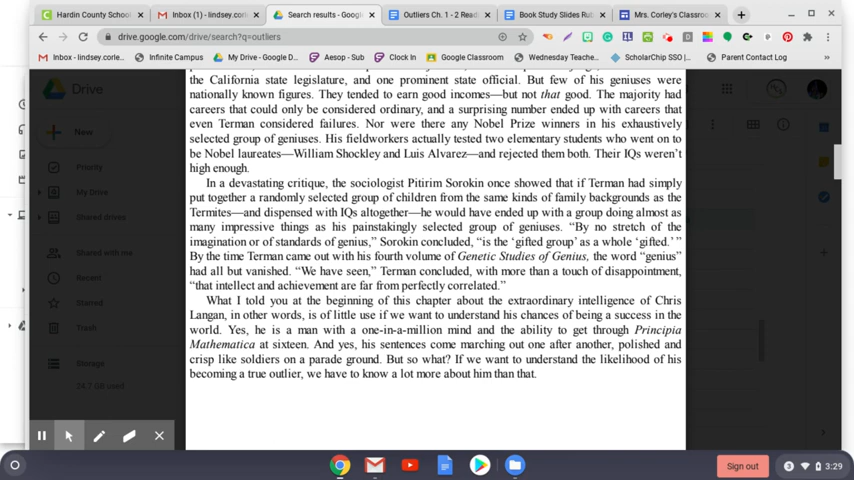 Hardin County School
Inbox (1) - lindsey.corle
Search results - Googl
Outliers Ch. 1 - 2 Read
Book Study Slides Rub
Mrs. Corley's Classroo
drive.google.com/drive/search?q=outliers
Inbox - lindsey.corle...
Infinite Campus
My Drive - Google D...
Aesop - Sub
Clock In
Google Classroom
Wednesday Teache...
ScholarChip SSO |...
Parent Contact Log
Drive
New
Priority
My Drive
Shared drives
Shared with me
Recent
Starred
Trash
Storage
24.7 GB used
the California state legislature, and one prominent state official. But few of his geniuses were
nationally known figures. They tended to earn good incomes—but not that good. The majority had
careers that could only be considered ordinary, and a surprising number ended up with careers that
even Terman considered failures. Nor were there any Nobel Prize winners in his exhaustively
selected group of geniuses. His fieldworkers actually tested two elementary students who went on to
be Nobel laureates—William Shockley and Luis Alvarez—and rejected them both. Their IQs weren't
high enough.
In a devastating critique, the sociologist Pitirim Sorokin once showed that if Terman had simply
put together a randomly selected group of children from the same kinds of family backgrounds as the
Termites—and dispensed with IQs altogether—he would have ended up with a group doing almost as
many impressive things as his painstakingly selected group of geniuses. “By no stretch of the
imagination or of standards of genius,” Sorokin concluded, “is the ‘gifted group’ as a whole ‘gifted.’ ”
By the time Terman came out with his fourth volume of Genetic Studies of Genius, the word “genius”
had all but vanished. “We have seen,” Terman concluded, with more than a touch of disappointment,
“that intellect and achievement are far from perfectly correlated.”
What I told you at the beginning of this chapter about the extraordinary intelligence of Chris
Langan, in other words, is of little use if we want to understand his chances of being a success in the
world. Yes, he is a man with a one-in-a-million mind and the ability to get through Principia
Mathematica at sixteen. And yes, his sentences come marching out one after another, polished and
crisp like soldiers on a parade ground. But so what? If we want to understand the likelihood of his
becoming a true outlier, we have to know a lot more about him than that.
Sign out
3
3:29